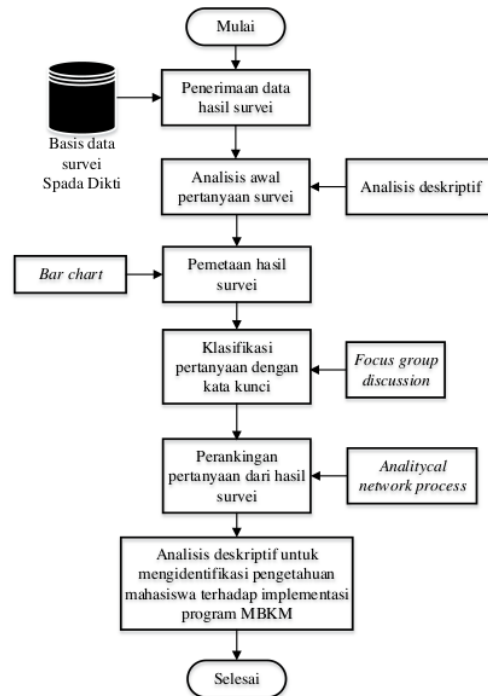 Mulai
Penerimaan data
hasil survei
Basis data
survei
Spada Dikti
Analisis awal
pertanyaan survei
Analisis deskriptif
Bar chart
Pemetaan hasil
survei
Klasifikasi
pertanyaan dengan
kata kunci
Focus group
discussion
Perankingan
pertanyaan dari hasil
survei
Analitycal
network process
Analisis deskriptif untuk
mengidentifikasi pengetahuan
mahasiswa terhadap implementasi
program MBKM
Selesai